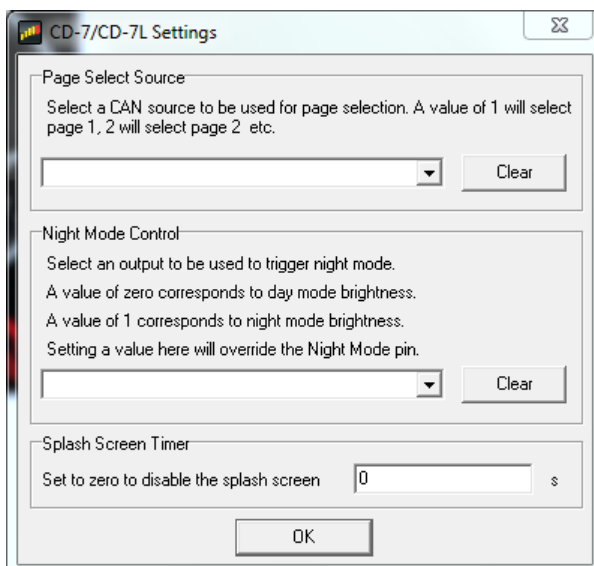 CD-7/CD-7L Settings
Page Select Source
Select a CAN source to be used for page selection. A value of 1 will select
page 1, 2 will select page 2 etc.
Clear
Night Mode Control
Select an output to be used to trigger night mode.
A value of zero corresponds to day mode brightness.
A value of 1 corresponds to night mode brightness.
Setting a value here will override the Night Mode pin.
Clear
Splash Screen Timer
Set to zero to disable the splash screen 0 s
OK